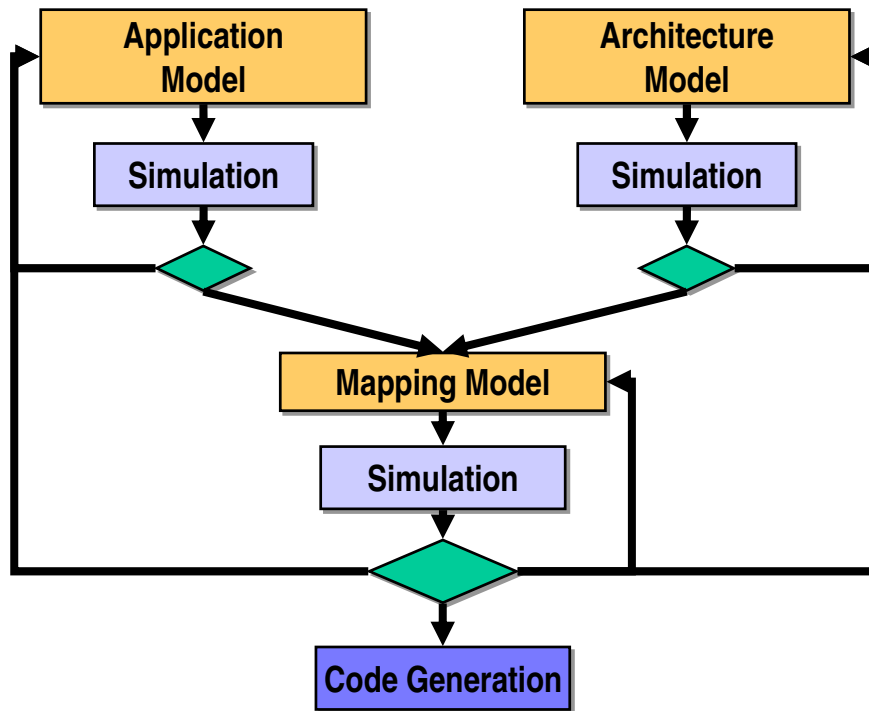 Application
Model
Architecture
Model
Simulation
Simulation
Mapping Model
Simulation
Code Generation